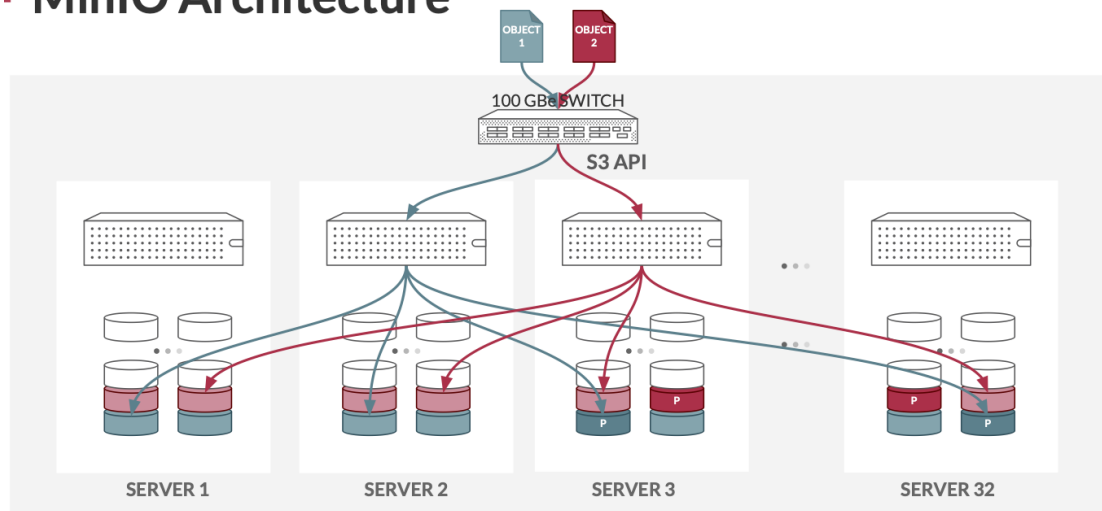 MinIO Architecture
OBJECT
1
OBJECT
2
100 GBe SWITCH
S3 API
P
P
P
P
SERVER 1
SERVER 2
SERVER 3
SERVER 32